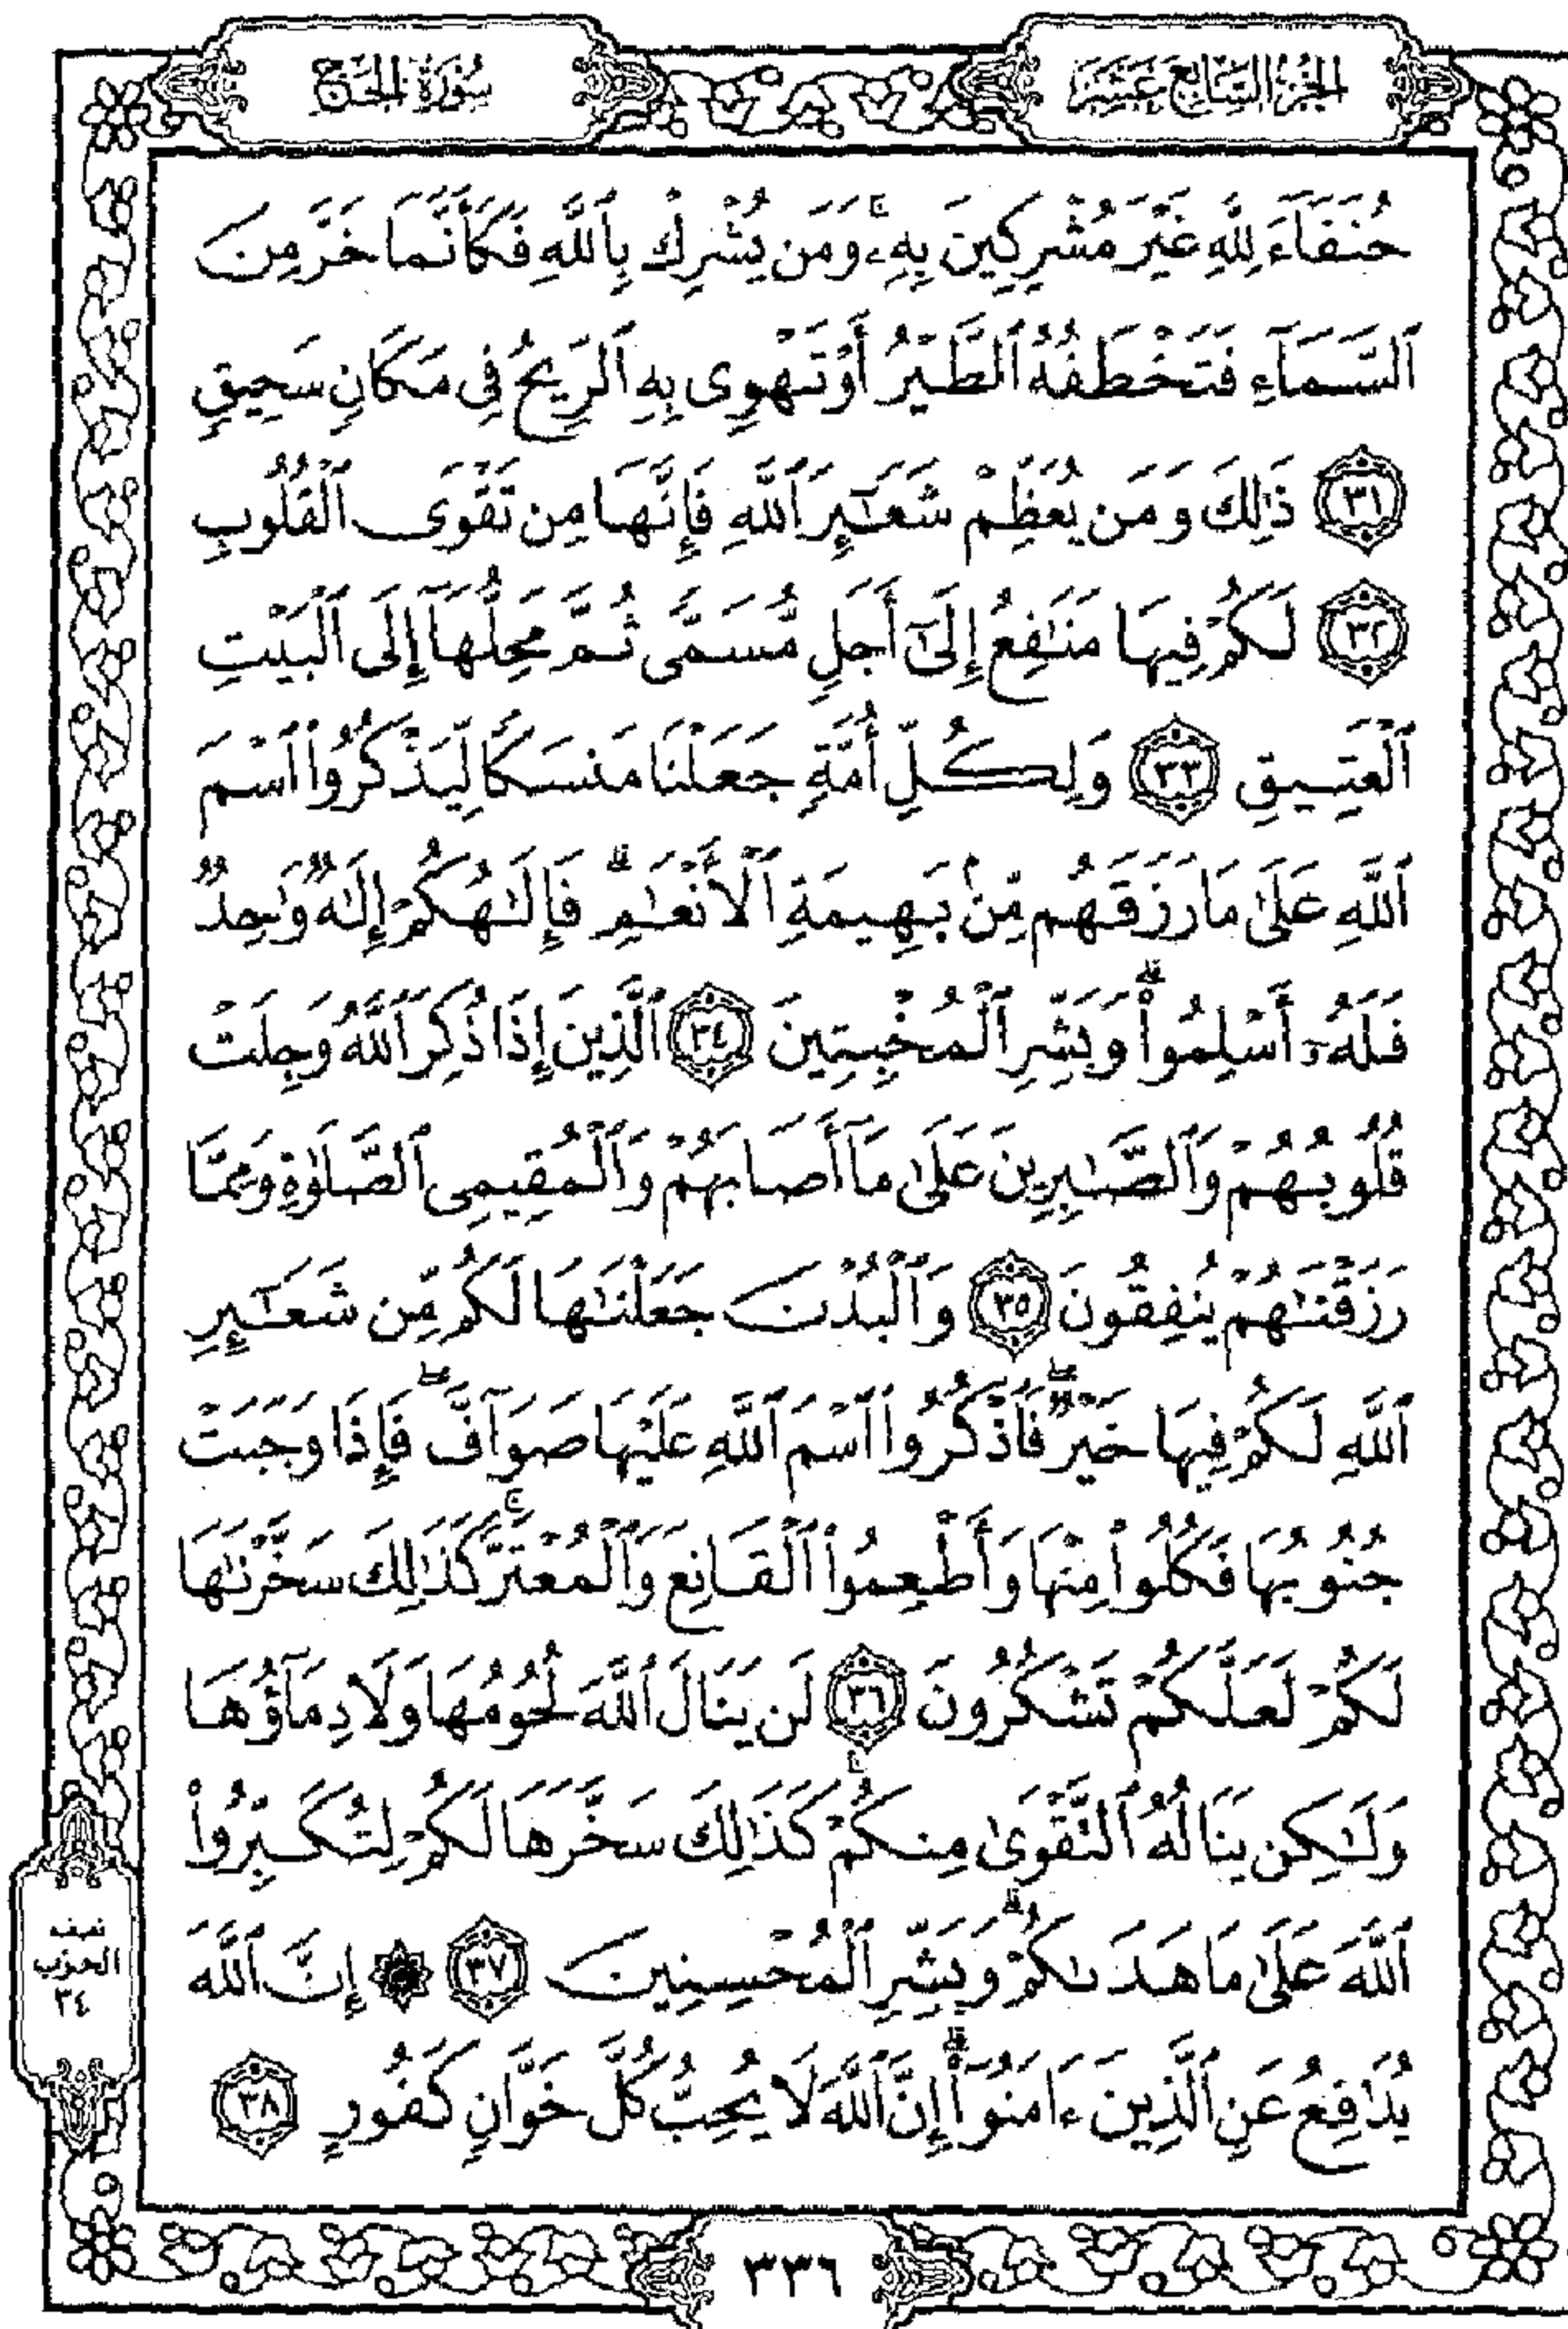 الجزء السابع عشر
سورة الحج
حُنَفَآءَ لِلَّهِ غَيْرَ مُشْرِكِينَ بِهِۦۚ وَمَن يُشْرِكْ بِٱللَّهِ فَكَأَنَّمَا خَرَّ مِنَ
ٱلسَّمَآءِ فَتَخْطَفُهُ ٱلطَّيْرُ أَوْ تَهْوِى بِهِ ٱلرِّيحُ فِى مَكَانٍ سَحِيقٍ
٣١ ذَٰلِكَ وَمَن يُعَظِّمْ شَعَـٰٓئِرَ ٱللَّهِ فَإِنَّهَا مِن تَقْوَى ٱلْقُلُوبِ
٣٢ لَكُمْ فِيهَا مَنَـٰفِعُ إِلَىٰٓ أَجَلٍ مُّسَمًّى ثُمَّ مَحِلُّهَآ إِلَى ٱلْبَيْتِ
ٱلْعَتِيقِ ٣٣ وَلِكُلِّ أُمَّةٍ جَعَلْنَا مَنسَكًا لِّيَذْكُرُوا۟ ٱسْمَ
ٱللَّهِ عَلَىٰ مَا رَزَقَهُم مِّنۢ بَهِيمَةِ ٱلْأَنْعَـٰمِۗ فَإِلَـٰهُكُمْ إِلَـٰهٌ وَٰحِدٌ
فَلَهُۥٓ أَسْلِمُوا۟ۗ وَبَشِّرِ ٱلْمُخْبِتِينَ ٣٤ ٱلَّذِينَ إِذَا ذُكِرَ ٱللَّهُ وَجِلَتْ
قُلُوبُهُمْ وَٱلصَّـٰبِرِينَ عَلَىٰ مَآ أَصَابَهُمْ وَٱلْمُقِيمِى ٱلصَّلَوٰةِ وَمِمَّا
رَزَقْنَـٰهُمْ يُنفِقُونَ ٣٥ وَٱلْبُدْنَ جَعَلْنَـٰهَا لَكُم مِّن شَعَـٰٓئِرِ
ٱللَّهِ لَكُمْ فِيهَا خَيْرٌۖ فَٱذْكُرُوا۟ ٱسْمَ ٱللَّهِ عَلَيْهَا صَوَآفَّۖ فَإِذَا وَجَبَتْ
جُنُوبُهَا فَكُلُوا۟ مِنْهَا وَأَطْعِمُوا۟ ٱلْقَانِعَ وَٱلْمُعْتَرَّۚ كَذَٰلِكَ سَخَّرْنَـٰهَا
لَكُمْ لَعَلَّكُمْ تَشْكُرُونَ ٣٦ لَن يَنَالَ ٱللَّهَ لُحُومُهَا وَلَا دِمَآؤُهَا
وَلَـٰكِن يَنَالُهُ ٱلتَّقْوَىٰ مِنكُمْۚ كَذَٰلِكَ سَخَّرَهَا لَكُمْ لِتُكَبِّرُوا۟
ٱللَّهَ عَلَىٰ مَا هَدَىٰكُمْۗ وَبَشِّرِ ٱلْمُحْسِنِينَ ٣٧ ۞ إِنَّ ٱللَّهَ
يُدَٰفِعُ عَنِ ٱلَّذِينَ ءَامَنُوٓا۟ۗ إِنَّ ٱللَّهَ لَا يُحِبُّ كُلَّ خَوَّانٍ كَفُورٍ ٣٨
نصف
الحزب
٣٤
٣٣٦